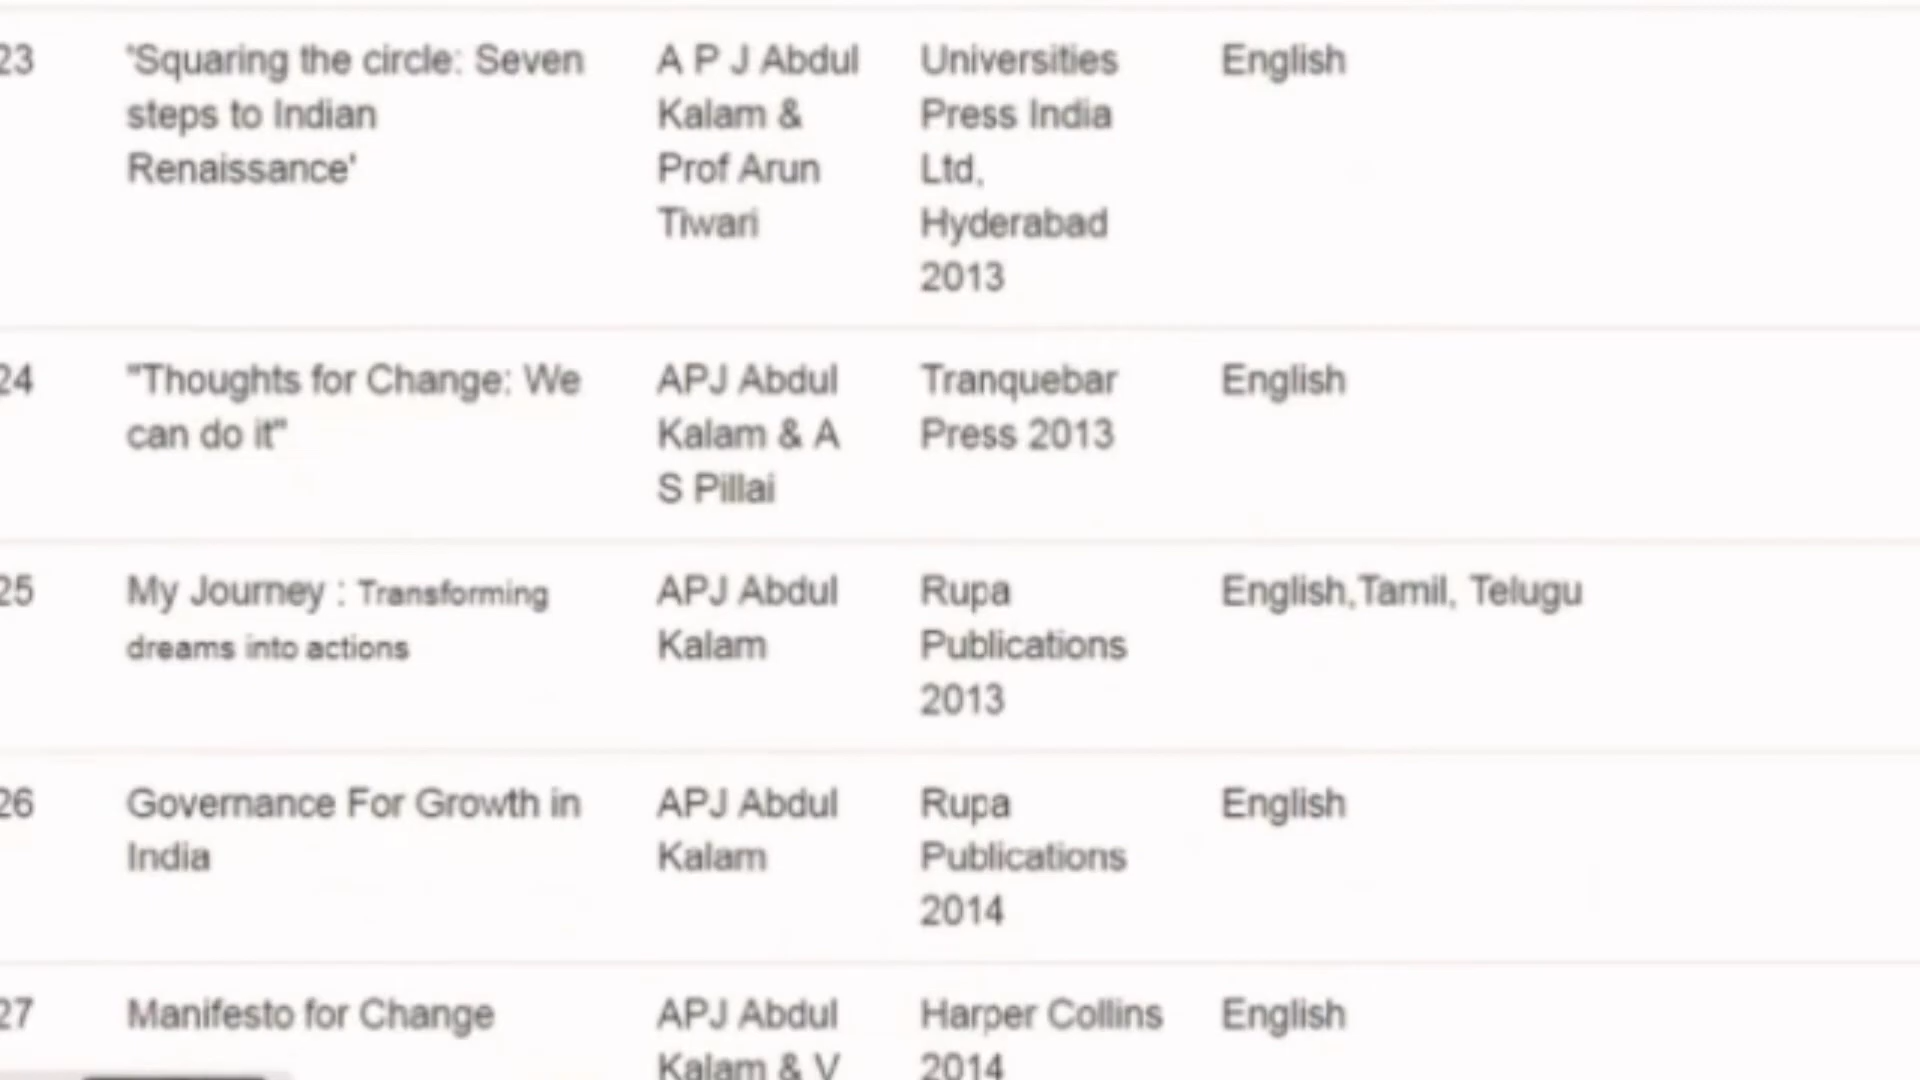 23 'Squaring the circle: Seven A P J Abdul Universities English
steps to Indian Kalam & Press India
Renaissance' Prof Arun Ltd,
Tiwari Hyderabad
2013
24 "Thoughts for Change: We APJ Abdul Tranquebar English
can do it" Kalam & A Press 2013
S Pillai
25 My Journey : Transforming APJ Abdul Rupa English,Tamil, Telugu
dreams into actions Kalam Publications
2013
26 Governance For Growth in APJ Abdul Rupa English
India Kalam Publications
2014
27 Manifesto for Change APJ Abdul Harper Collins English
Kalam & V 2014